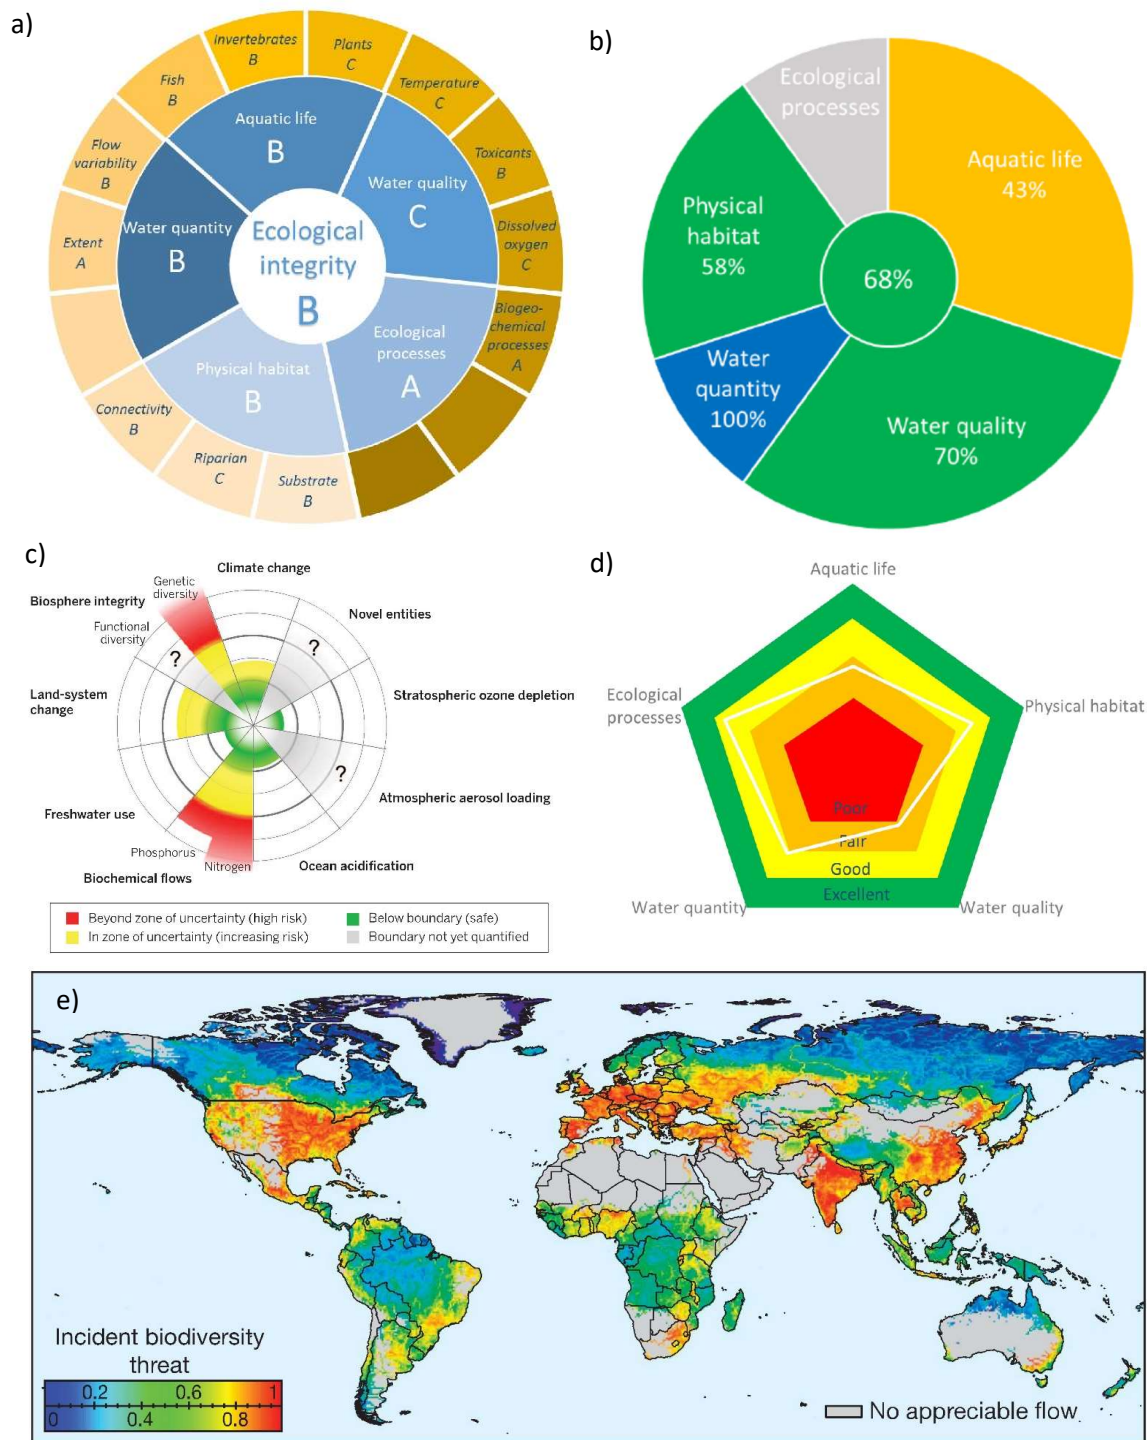 a)
Invertebrates
B
Plants
C
Fish
B
Temperature
C
Aquatic life
B
Flow
variability
B
Toxicants
B
Water quality
C
Water quantity
B
Ecological
integrity
B
Extent
A
Dissolved
oxygen
C
Ecological
processes
A
Biogeo-
chemical
processes
A
Physical habitat
B
Connectivity
B
Riparian
C
Substrate
B
b)
Ecological
processes
Aquatic life
43%
Physical
habitat
58%
68%
Water
quantity
100%
Water quality
70%
c)
Climate change
Genetic
diversity
Biosphere integrity
Novel entities
Functional
diversity
?
?
Land-system
change
Stratospheric ozone depletion
?
Atmospheric aerosol loading
Freshwater use
Phosphorus
Nitrogen
Biochemical flows
Ocean acidification
Beyond zone of uncertainty (high risk)
In zone of uncertainty (increasing risk)
Below boundary (safe)
Boundary not yet quantified
d)
Aquatic life
Ecological
processes
Physical habitat
Poor
Fair
Good
Excellent
Water quantity
Water quality
e)
Incident biodiversity
threat
0.2 0.6 1
0 0.4 0.8
No appreciable flow